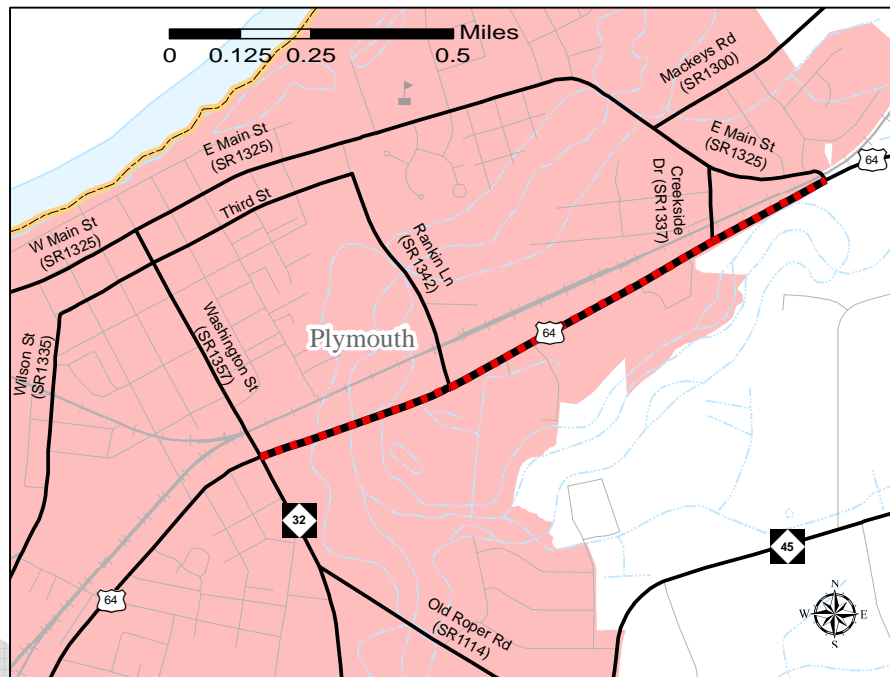 Miles
0 0.125 0.25 0.5
Mackeys Rd
(SR1300)
E Main St
(SR1325)
E Main St
(SR1325)
64
Third St
Creekside
Dr (SR1337)
W Main St
(SR1325)
Rankin Ln
(SR1342)
64
Washington St
(SR1357)
Plymouth
Wilson St
(SR1335)
32
45
64
Old Roper Rd
(SR1114)
N
W E
S